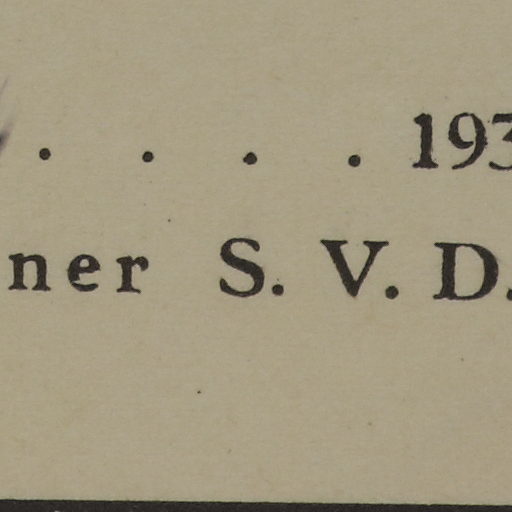 . . . . 193
ner S. V. D.